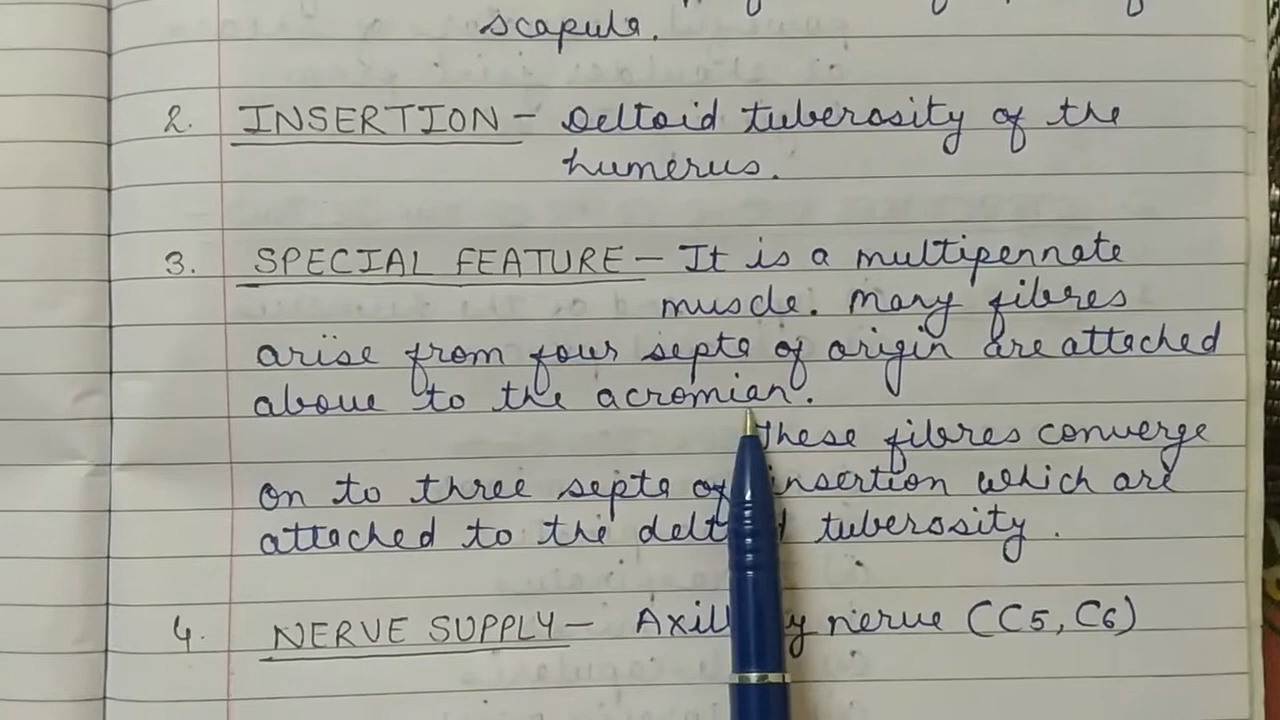 scapula.
2. INSERTION - Deltoid tuberosity of the
humerus.
3. SPECIAL FEATURE - It is a multipennate
muscle. Many fibres
arise from four septa of origin are attached
above to the acromian.
These fibres converge
on to three septa of insertion which are
attached to the tuberosity.
4. NERVE SUPPLY - nerve (C5, C6)